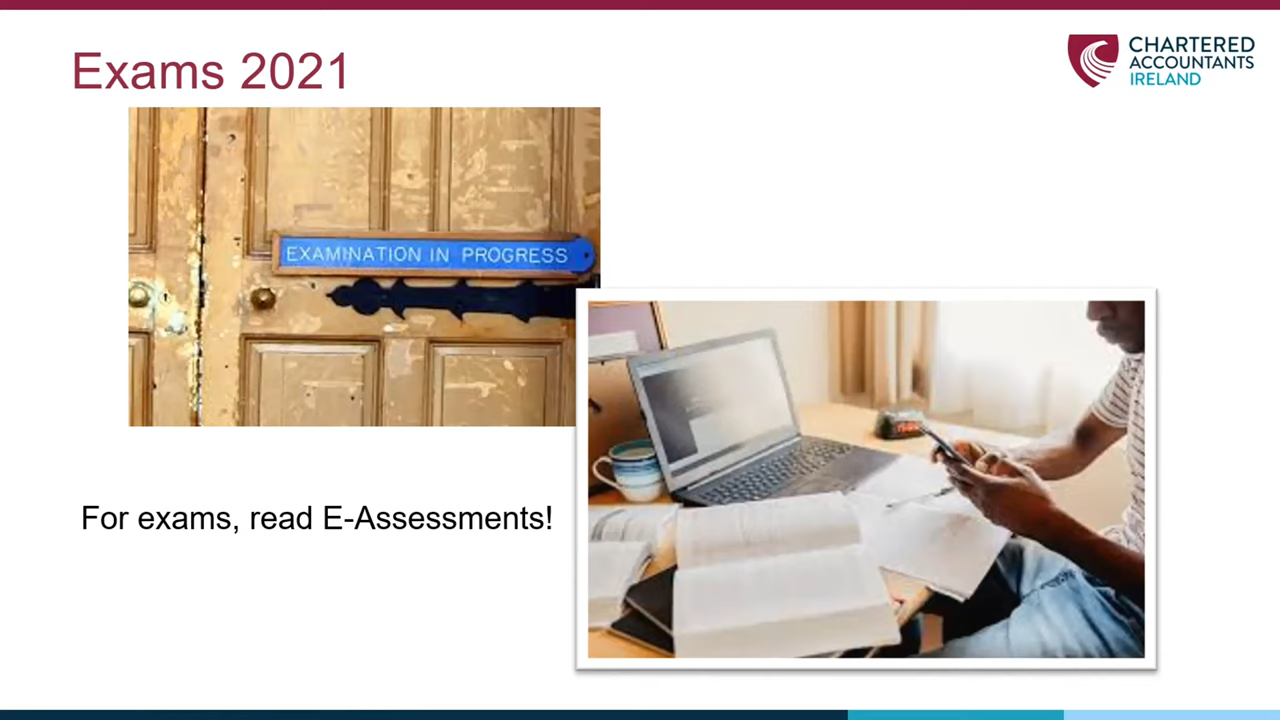 Exams 2021
CHARTERED
ACCOUNTANTS
IRELAND
EXAMINATION IN PROGRESS
For exams, read E-Assessments!